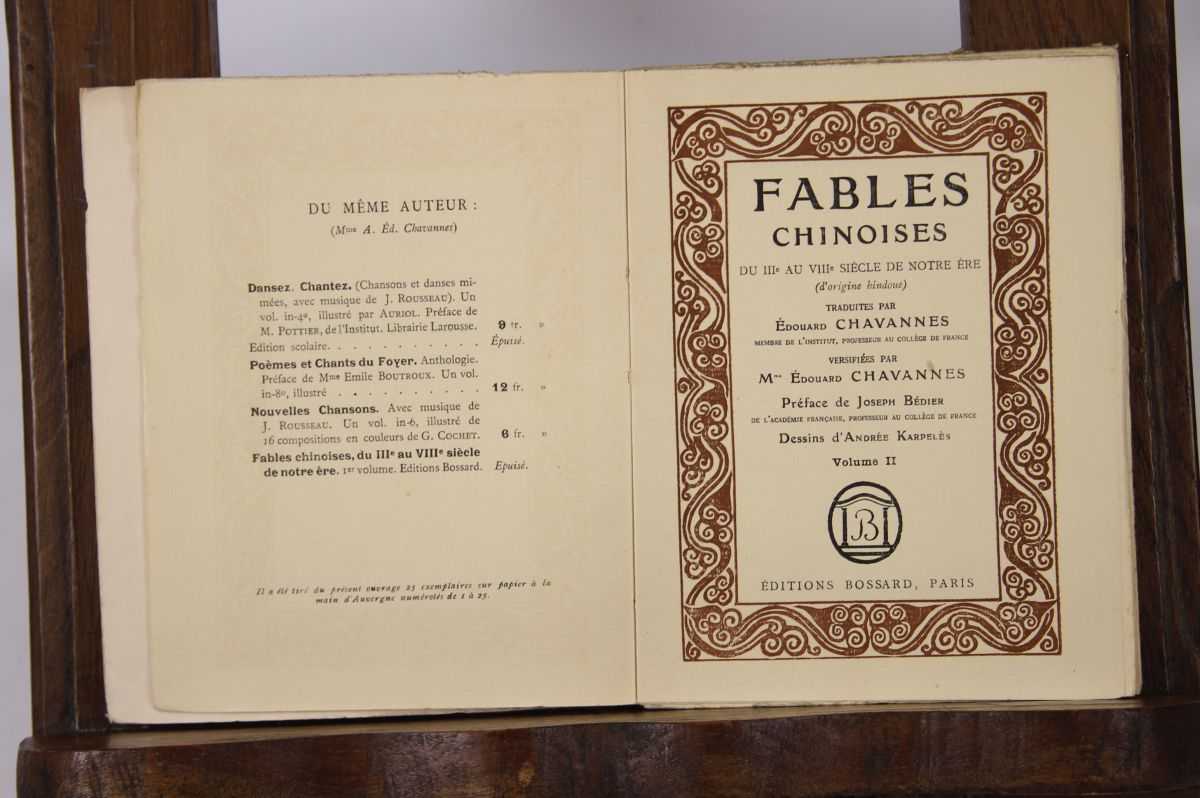 DU MÊME AUTEUR :
(Mme A. Éd. Chavannes)
Dansez. Chantez. (Chansons et danses mi-
mées, avec musique de J. ROUSSEAU). Un
vol. in-4º, illustré par AURIOL. Préface de
M. POTTIER, de l'Institut. Librairie Larousse. 9 fr. »
Edition scolaire. . . . . . . . . . . Épuisé.
Poèmes et Chants du Foyer. Anthologie.
Préface de Mme Emile BOUTROUX. Un vol.
in-8º, illustré . . . . . . . . . 12 fr. »
Nouvelles Chansons. Avec musique de
J. ROUSSEAU. Un vol. in-6, illustré de
16 compositions en couleurs de G. COCHET. 6 fr. »
Fables chinoises, du IIIe au VIIIe siècle
de notre ère. 1er volume. Editions Bossard. Epuisé.
Il a été tiré du présent ouvrage 25 exemplaires sur papier à la
main d'Auvergne numérotés de 1 à 25.
FABLES
CHINOISES
DU IIIe AU VIIIe SIÈCLE DE NOTRE ÈRE
(d'origine hindoue)
TRADUITES PAR
ÉDOUARD CHAVANNES
MEMBRE DE L'INSTITUT, PROFESSEUR AU COLLÈGE DE FRANCE
VERSIFIÉES PAR
Mme ÉDOUARD CHAVANNES
Préface de JOSEPH BÉDIER
DE L'ACADÉMIE FRANÇAISE, PROFESSEUR AU COLLÈGE DE FRANCE
Dessins d'ANDRÉE KARPELÈS
Volume II
B
ÉDITIONS BOSSARD, PARIS